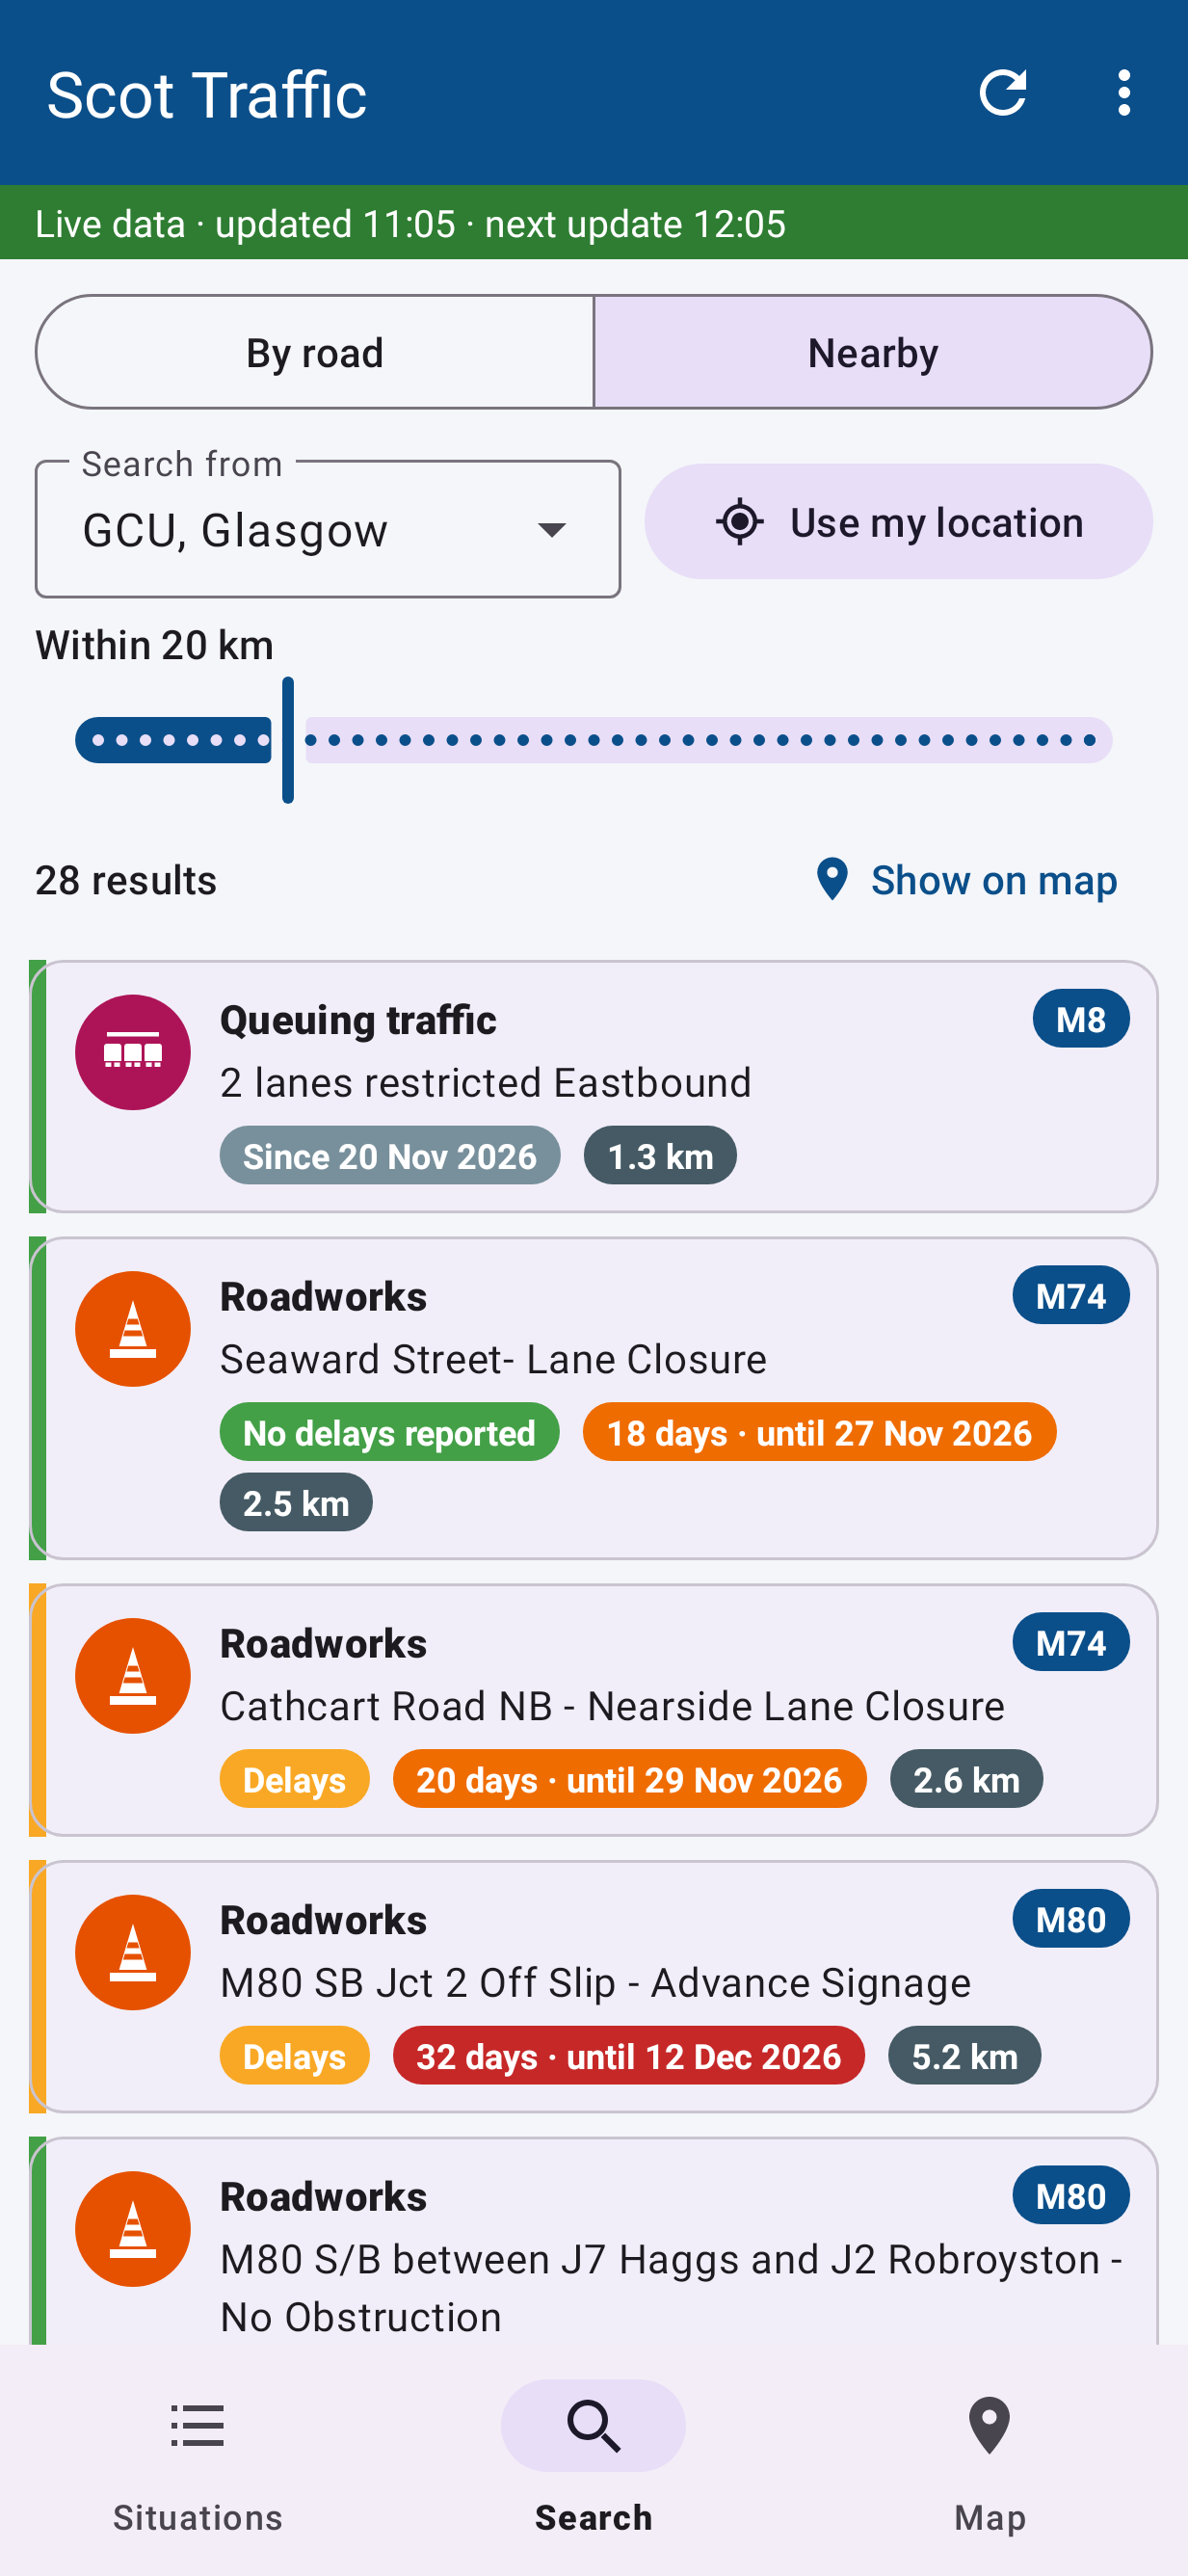 Scot Traffic
Live data · updated 11:05 · next update 12:05
By road
Nearby
Search from
GCU, Glasgow
Use my location
Within 20 km
28 results
Show on map
Queuing traffic
M8
2 lanes restricted Eastbound
Since 20 Nov 2026
1.3 km
Roadworks
M74
Seaward Street- Lane Closure
No delays reported
18 days · until 27 Nov 2026
2.5 km
Roadworks
M74
Cathcart Road NB - Nearside Lane Closure
Delays
20 days · until 29 Nov 2026
2.6 km
Roadworks
M80
M80 SB Jct 2 Off Slip - Advance Signage
Delays
32 days · until 12 Dec 2026
5.2 km
Roadworks
M80
M80 S/B between J7 Haggs and J2 Robroyston -
No Obstruction
Situations
Search
Map